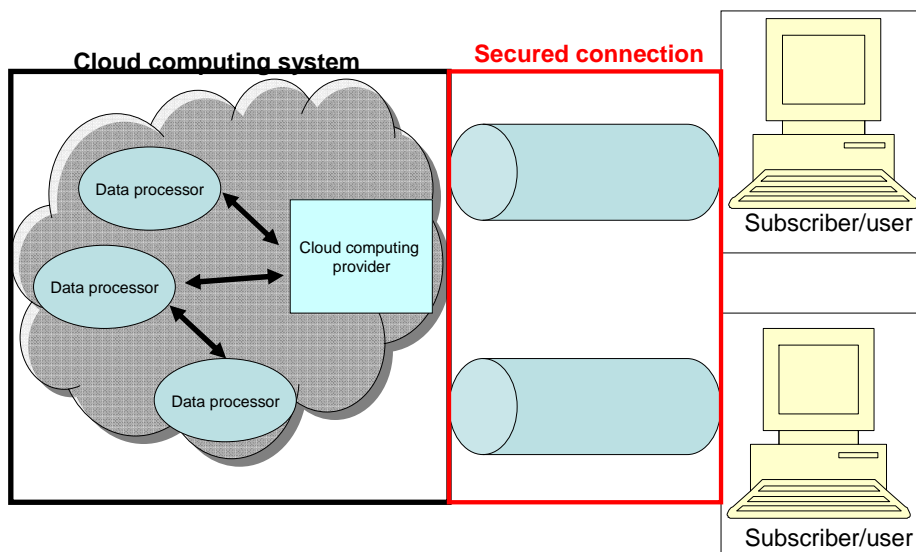 Cloud computing system
Secured connection
Data processor
Cloud computing
provider
Data processor
Data processor
Subscriber/user
Subscriber/user